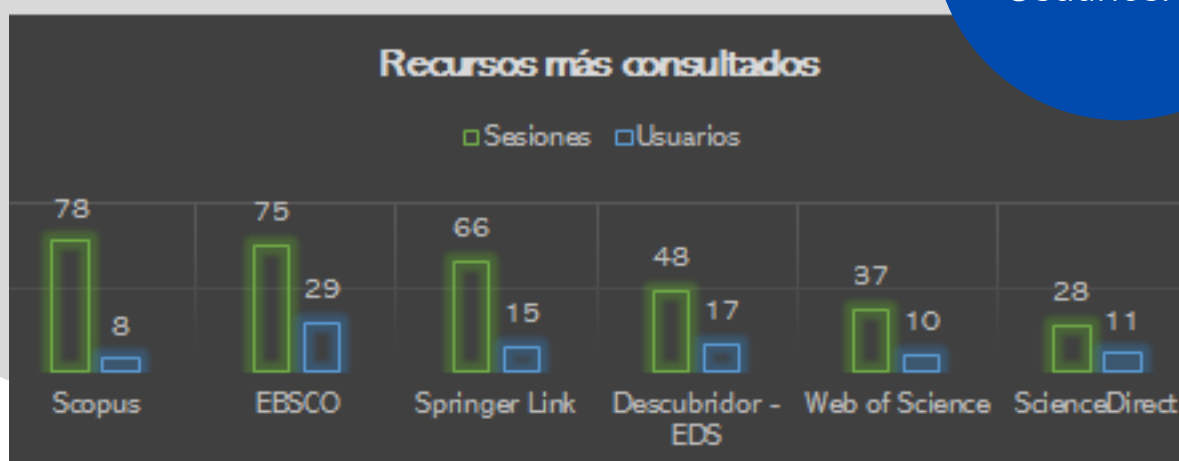 Recursos más consultados
Sesiones Usuarios
78 75 66 48 37 28
8 29 15 17 10 11
Scopus EBSCO Springer Link Descubridor - EDS Web of Science ScienceDirect